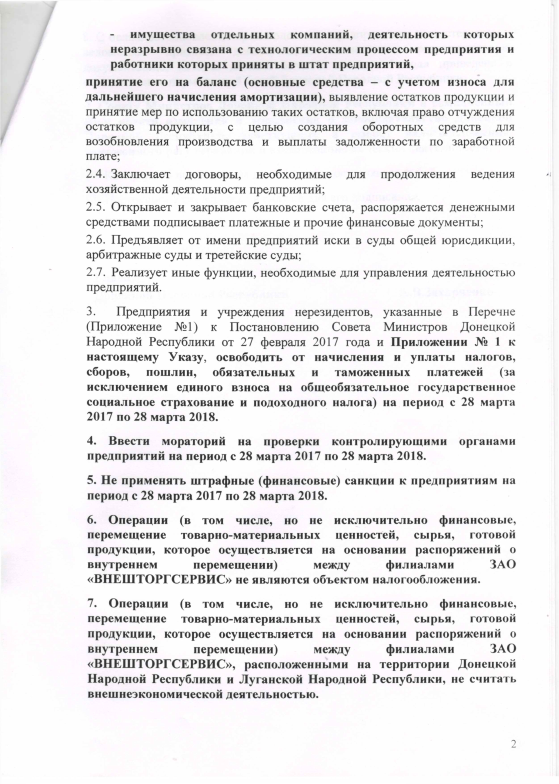 - имущества отдельных компаний, деятельность которых
неразрывно связана с технологическим процессом предприятия и
работники которых приняты в штат предприятий,
принятие его на баланс (основные средства – с учетом износа для
дальнейшего начисления амортизации), выявление остатков продукции и
принятие мер по использованию таких остатков, включая право отчуждения
остатков продукции, с целью создания оборотных средств для
возобновления производства и выплаты задолженности по заработной
плате;
2.4. Заключает договоры, необходимые для продолжения ведения
хозяйственной деятельности предприятий;
2.5. Открывает и закрывает банковские счета, распоряжается денежными
средствами подписывает платежные и прочие финансовые документы;
2.6. Предъявляет от имени предприятий иски в суды общей юрисдикции,
арбитражные суды и третейские суды;
2.7. Реализует иные функции, необходимые для управления деятельностью
предприятий.
3. Предприятия и учреждения нерезидентов, указанные в Перечне
(Приложение №1) к Постановлению Совета Министров Донецкой
Народной Республики от 27 февраля 2017 года и Приложении № 1 к
настоящему Указу, освободить от начисления и уплаты налогов,
сборов, пошлин, обязательных и таможенных платежей (за
исключением единого взноса на общеобязательное государственное
социальное страхование и подоходного налога) на период с 28 марта
2017 по 28 марта 2018.
4. Ввести мораторий на проверки контролирующими органами
предприятий на период с 28 марта 2017 по 28 марта 2018.
5. Не применять штрафные (финансовые) санкции к предприятиям на
период с 28 марта 2017 по 28 марта 2018.
6. Операции (в том числе, но не исключительно финансовые,
перемещение товарно-материальных ценностей, сырья, готовой
продукции, которое осуществляется на основании распоряжений о
внутреннем перемещении) между филиалами ЗАО
«ВНЕШТОРГСЕРВИС» не являются объектом налогообложения.
7. Операции (в том числе, но не исключительно финансовые,
перемещение товарно-материальных ценностей, сырья, готовой
продукции, которое осуществляется на основании распоряжений о
внутреннем перемещении) между филиалами ЗАО
«ВНЕШТОРГСЕРВИС», расположенными на территории Донецкой
Народной Республики и Луганской Народной Республики, не считать
внешнеэкономической деятельностью.
2